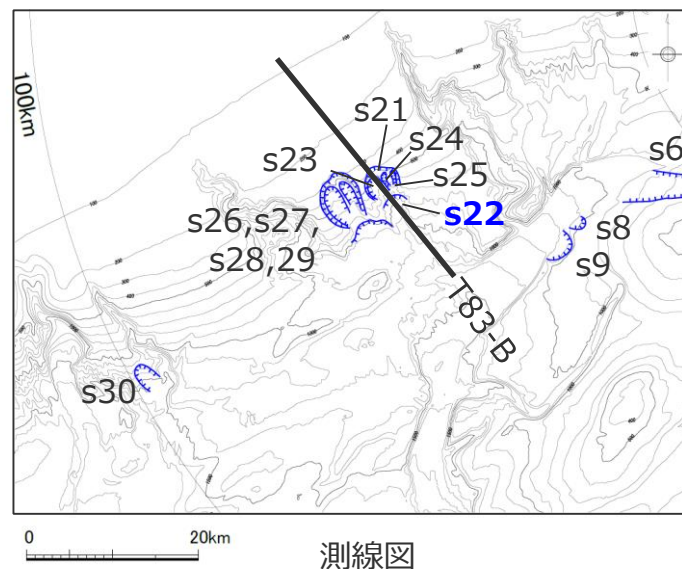 100km
s21
s24
s23
s25
s6
s22
s26,s27,
s28,29
s8
s9
T83-B
s30
0
20km
測線図